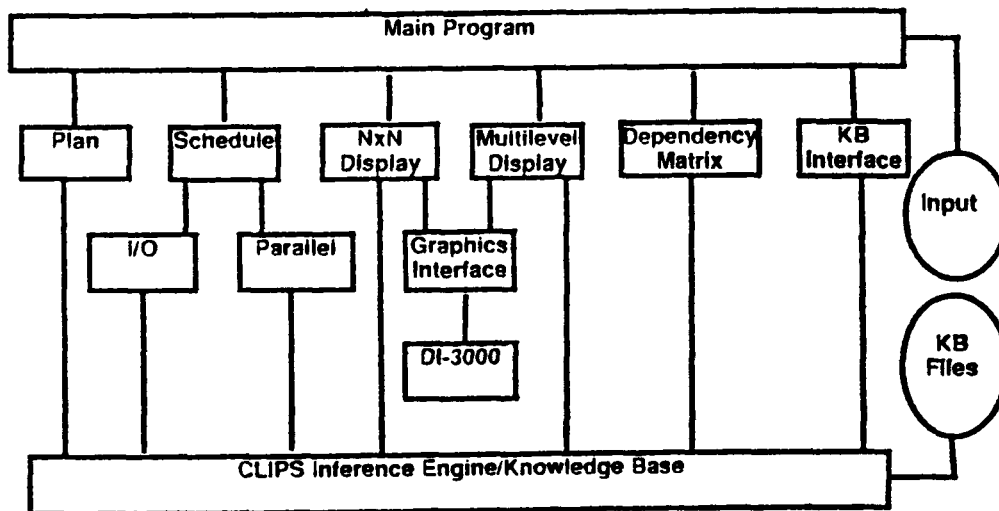 Main Program
Plan
Schedule
NxN
Display
Multilevel
Display
Dependency
Matrix
KB
Interface
Input
I/O
Parallel
Graphics
Interface
DI-3000
KB
Files
CLIPS Inference Engine/Knowledge Base